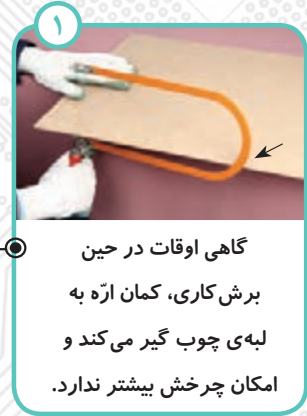 ۱
گاهی اوقات در حین
برش‌کاری، کمان ارّه به
لبه‌ی چوب گیر می‌کند و
امکان چرخش بیشتر ندارد.